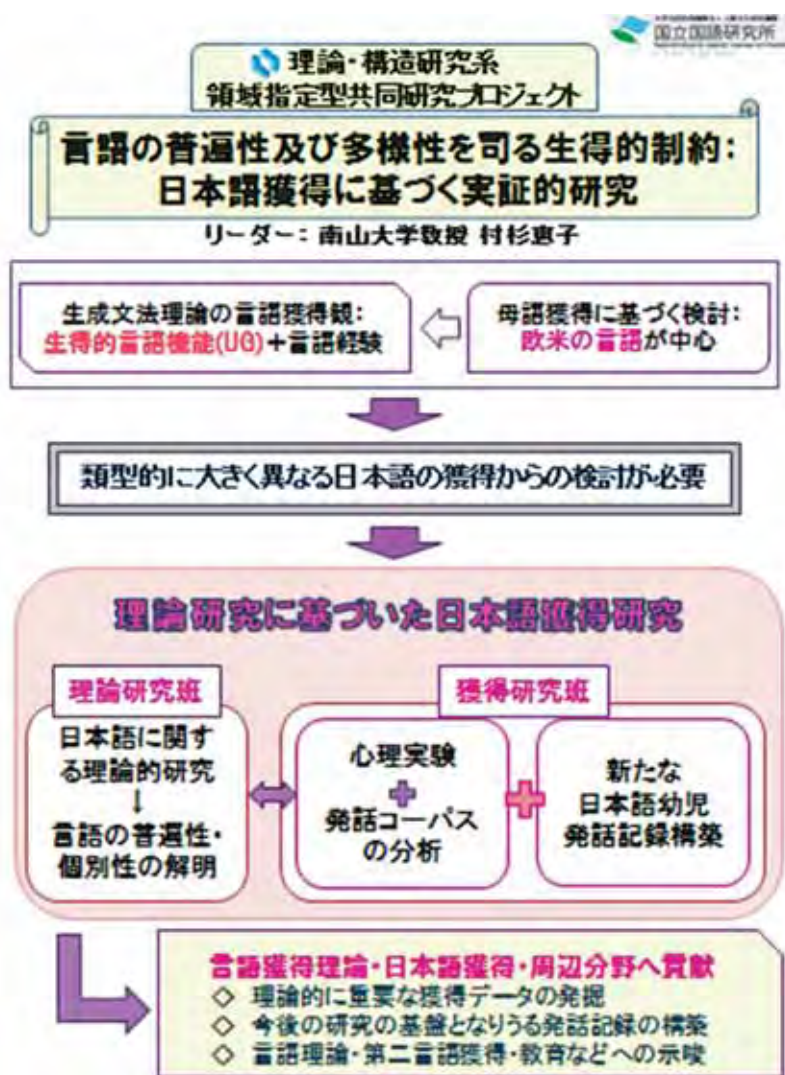 国立国語研究所
理論・構造研究系
領域指定型共同研究プロジェクト
言語の普遍性及び多様性を司る生得的制約:
日本語獲得に基づく実証的研究
リーダー: 南山大学教授 村杉恵子
生成文法理論の言語獲得観:
生得的言語機能(UG)+言語経験
母語獲得に基づく検討:
欧米の言語が中心
類型的に大きく異なる日本語の獲得からの検討が必要
理論研究に基づいた日本語獲得研究
理論研究班
日本語に関す
る理論的研究
↓
言語の普遍性・
個別性の解明
獲得研究班
心理実験
+
発話コーパス
の分析
+
新たな
日本語幼児
発話記録構築
言語獲得理論・日本語獲得・周辺分野へ貢献
◇ 理論的に重要な獲得データの発掘
◇ 今後の研究の基盤となりうる発話記録の構築
◇ 言語理論・第二言語獲得・教育などへの示唆